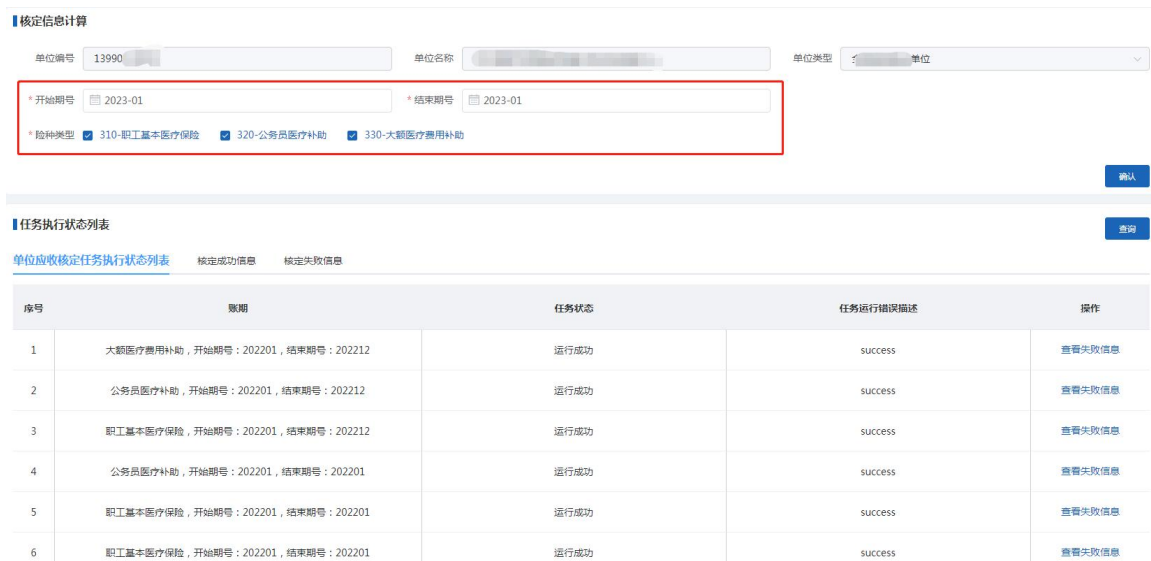 核定信息计算
单位编号 13990 单位名称 单位类型 单位
* 开始期号 2023-01 * 结束期号 2023-01
* 险种类型 310-职工基本医疗保险 320-公务员医疗补助 330-大额医疗费用补助
确认
任务执行状态列表
查询
单位应收核定任务执行状态列表 核定成功信息 核定失败信息
序号 账期 任务状态 任务运行错误描述 操作
1 大额医疗费用补助，开始期号：202201，结束期号：202212 运行成功 success 查看失败信息
2 公务员医疗补助，开始期号：202201，结束期号：202212 运行成功 success 查看失败信息
3 职工基本医疗保险，开始期号：202201，结束期号：202212 运行成功 success 查看失败信息
4 公务员医疗补助，开始期号：202201，结束期号：202201 运行成功 success 查看失败信息
5 职工基本医疗保险，开始期号：202201，结束期号：202201 运行成功 success 查看失败信息
6 职工基本医疗保险，开始期号：202201，结束期号：202201 运行成功 success 查看失败信息